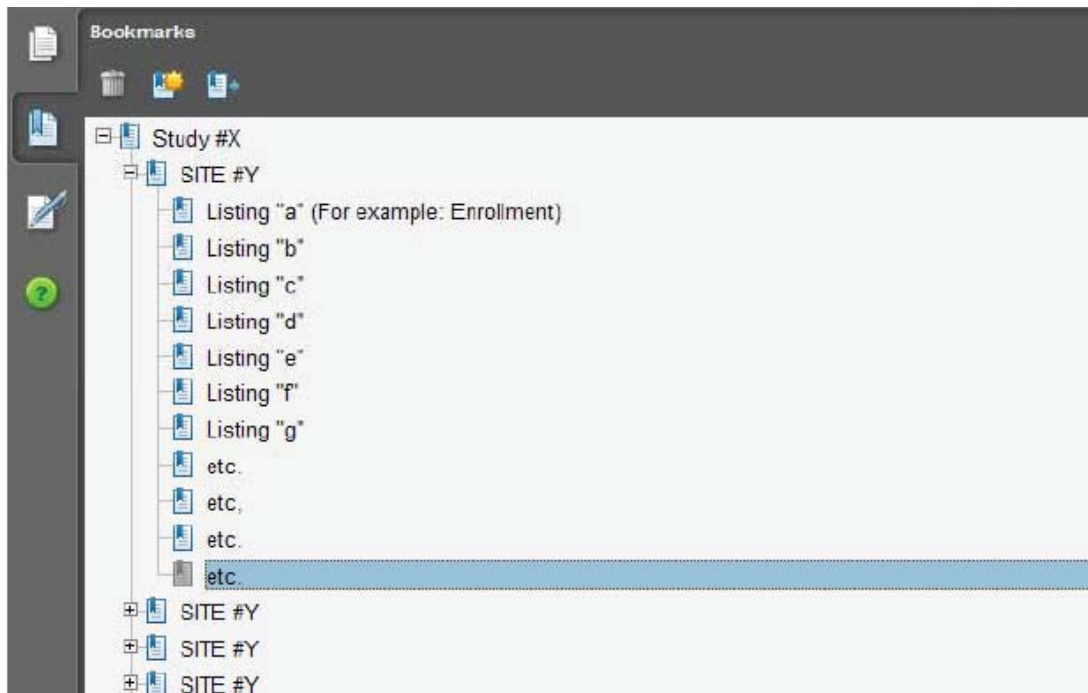 Bookmarks
Study #X
SITE #Y
Listing "a" (For example: Enrollment)
Listing "b"
Listing "c"
Listing "d"
Listing "e"
Listing "f"
Listing "g"
etc.
etc,
etc.
etc.
SITE #Y
SITE #Y
SITE #Y
?